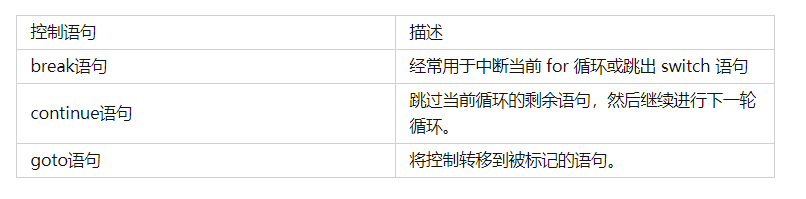 控制语句 描述
break语句 经常用于中断当前 for 循环或跳出 switch 语句
continue语句 跳过当前循环的剩余语句，然后继续进行下一轮
循环。
goto语句 将控制转移到被标记的语句。